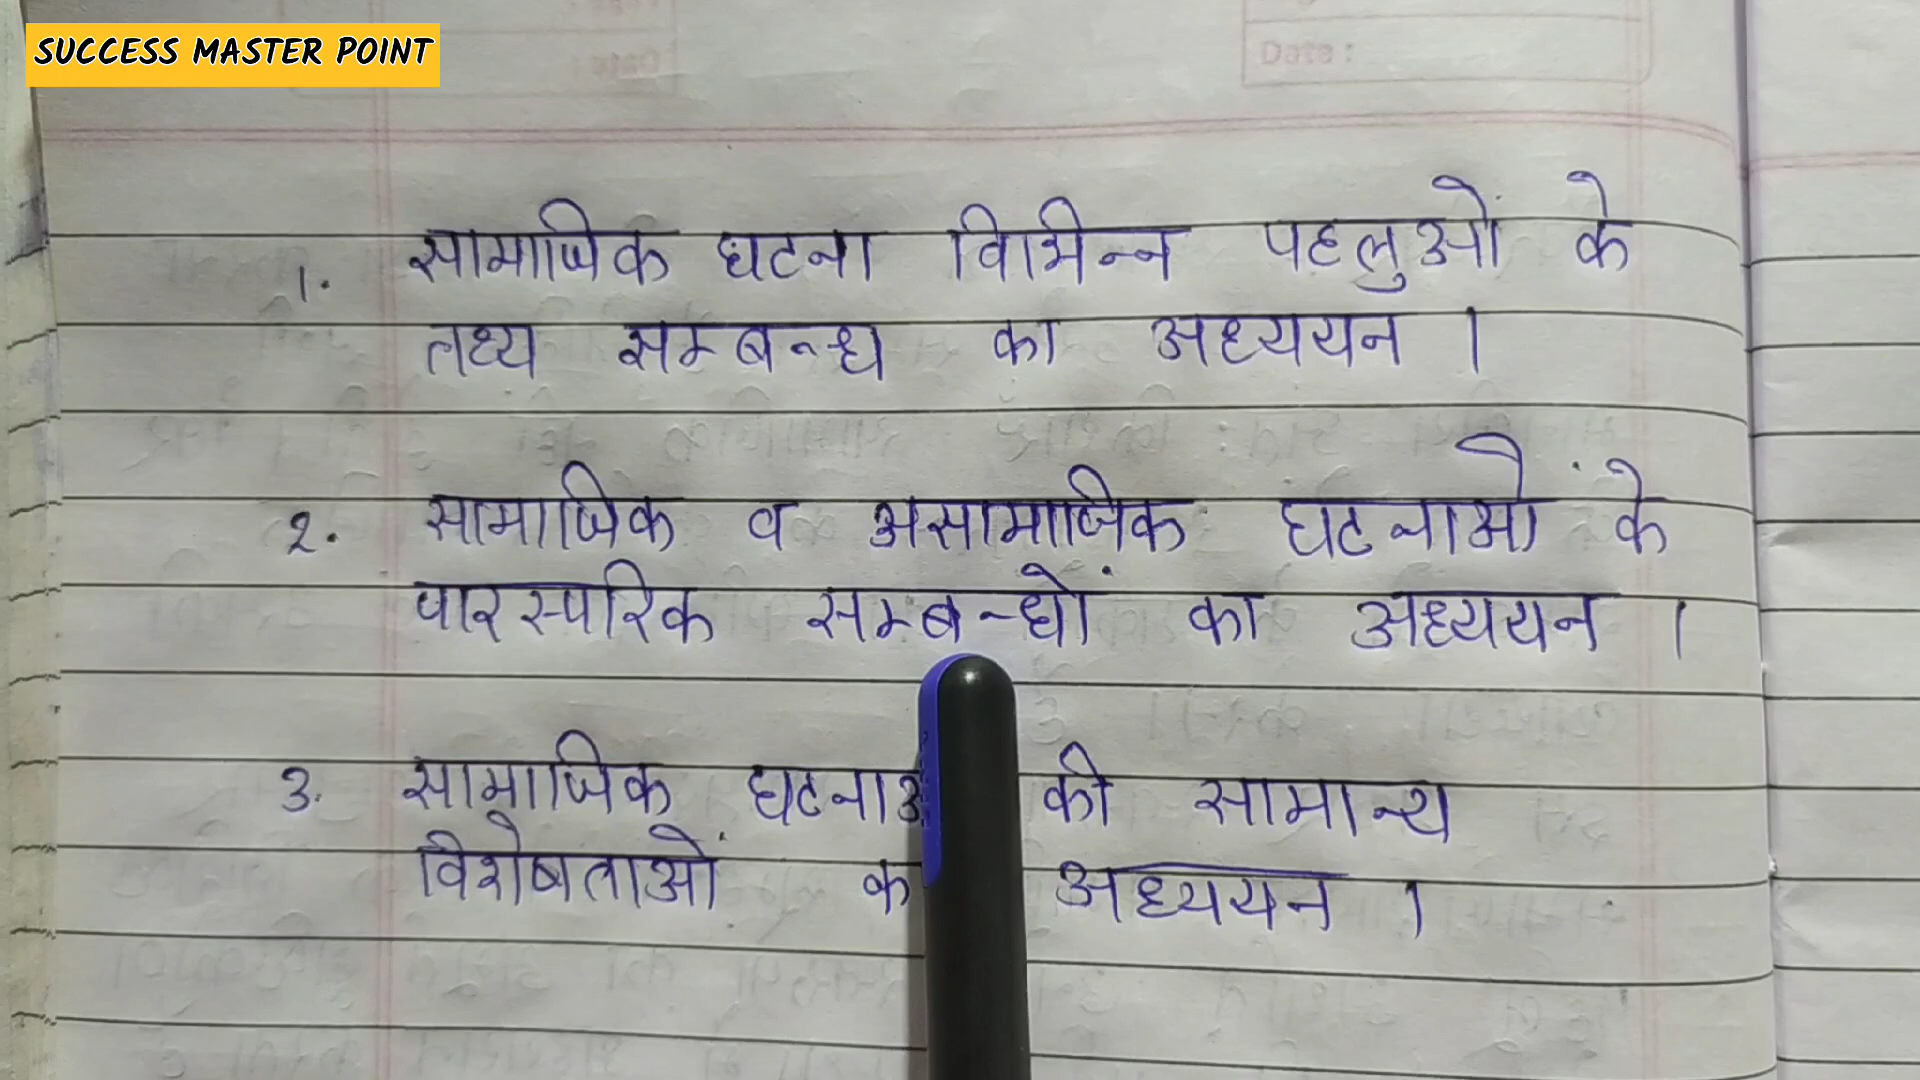 SUCCESS MASTER POINT
1. सामाजिक घटना विभिन्न पहलुओं के
तथ्य सम्बन्ध का अध्ययन ।
2. सामाजिक व असामाजिक घटनाओं के
पारस्परिक सम्बन्धों का अध्ययन ।
3. सामाजिक की सामान्य
विशेषताओं अध्ययन ।